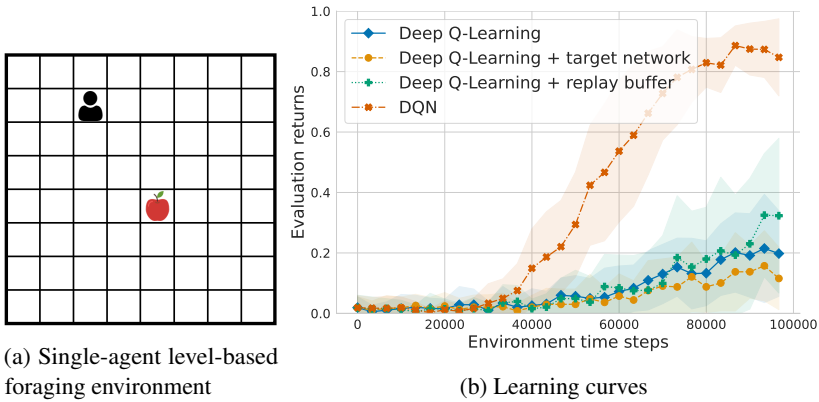 1.0
0.8
0.6
0.4
0.2
0.0
Evaluation returns
Deep Q-Learning
Deep Q-Learning + target network
Deep Q-Learning + replay buffer
DQN
0 20000 40000 60000 80000 100000
Environment time steps
(a) Single-agent level-based
foraging environment
(b) Learning curves